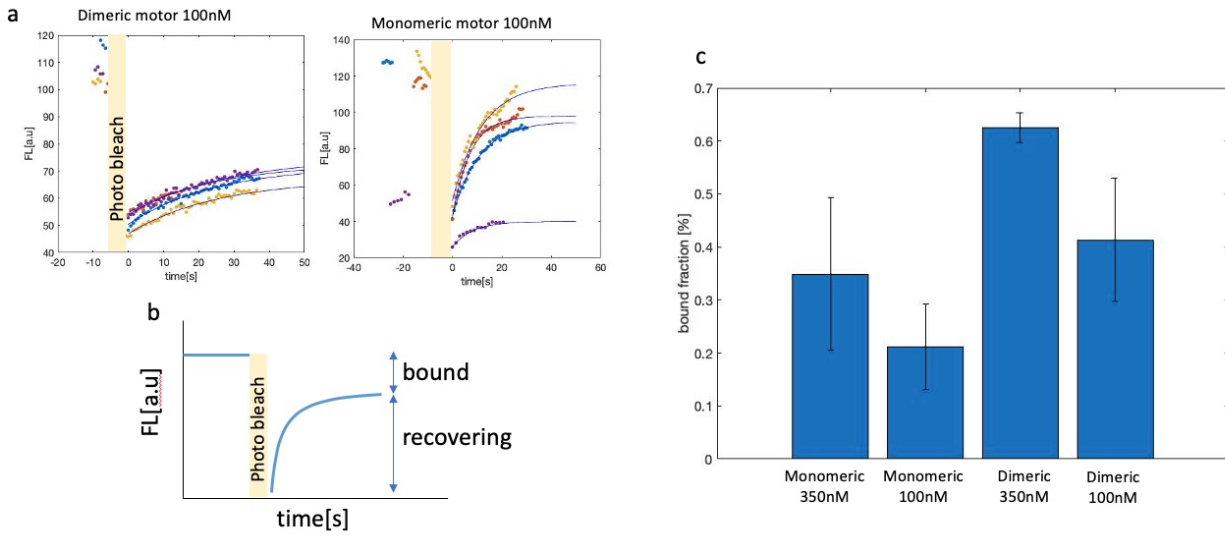 a
Dimeric motor 100nM
120
110
100
90
80
70
60
50
40
FL[a.u]
Photo bleach
-20 -10 0 10 20 30 40 50
time[s]
Monomeric motor 100nM
140
120
100
80
60
40
20
FL[a.u]
-40 -20 0 20 40 60
time[s]
b
FL[a.u]
Photo bleach
bound
recovering
time[s]
c
0.7
0.6
0.5
0.4
0.3
0.2
0.1
0
bound fraction [%]
Monomeric Monomeric Dimeric Dimeric
350nM 100nM 350nM 100nM